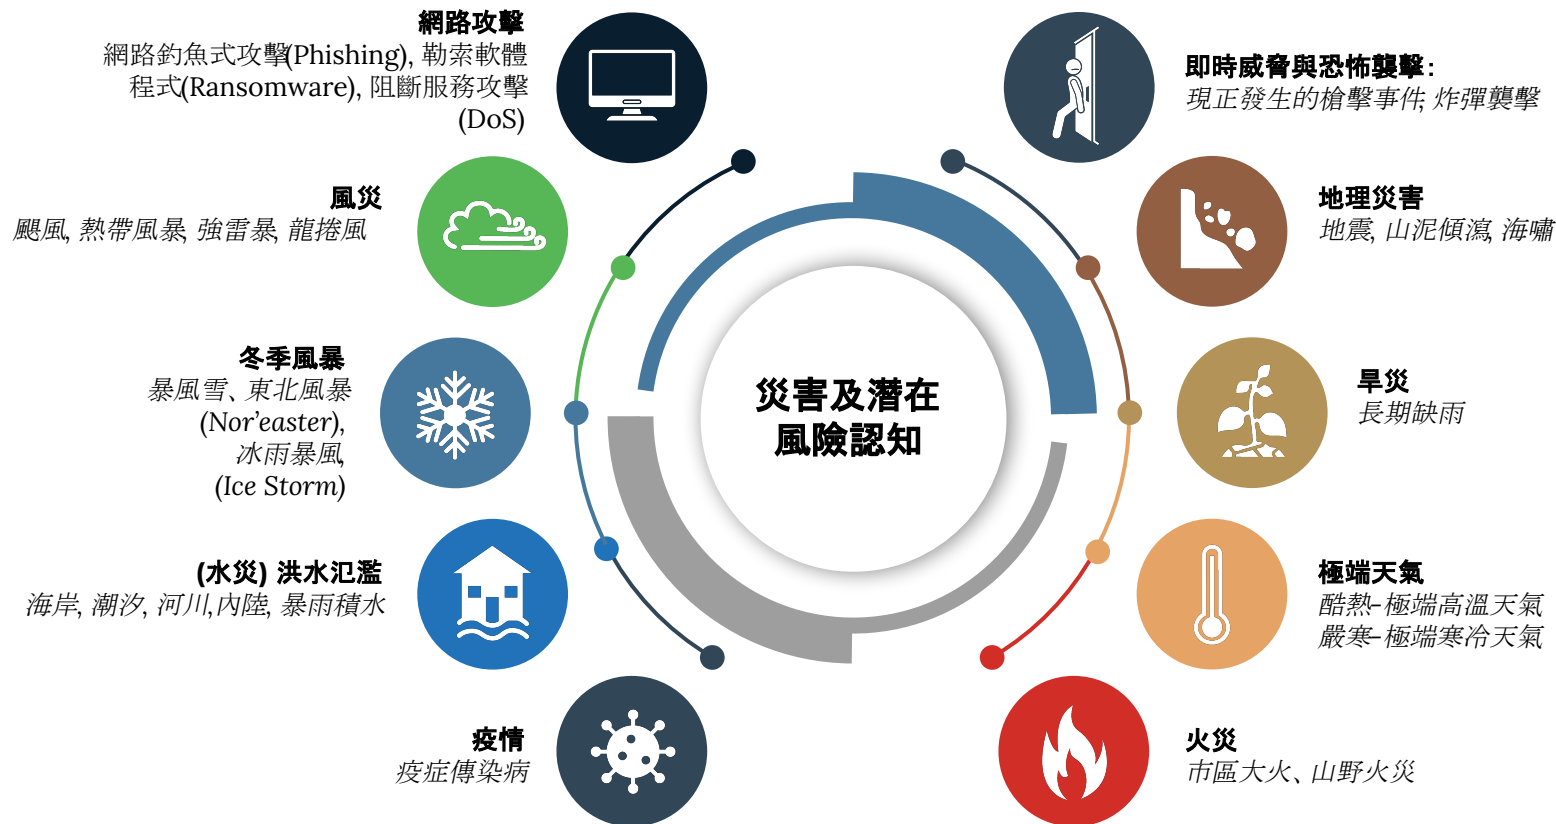 網路攻擊
網路釣魚式攻擊(Phishing), 勒索軟體
程式(Ransomware), 阻斷服務攻擊
(DoS)
風災
颶風, 熱帶風暴, 強雷暴, 龍捲風
冬季風暴
暴風雪、東北風暴
(Nor’easter),
冰雨暴風,
(Ice Storm)
(水災) 洪水氾濫
海岸, 潮汐, 河川,內陸, 暴雨積水
疫情
疫症傳染病
災害及潛在
風險認知
即時威脅與恐怖襲擊:
現正發生的槍擊事件, 炸彈襲擊
地理災害
地震, 山泥傾瀉, 海嘯
旱災
長期缺雨
極端天氣
酷熱-極端高溫天氣
嚴寒-極端寒冷天氣
火災
市區大火、山野火災